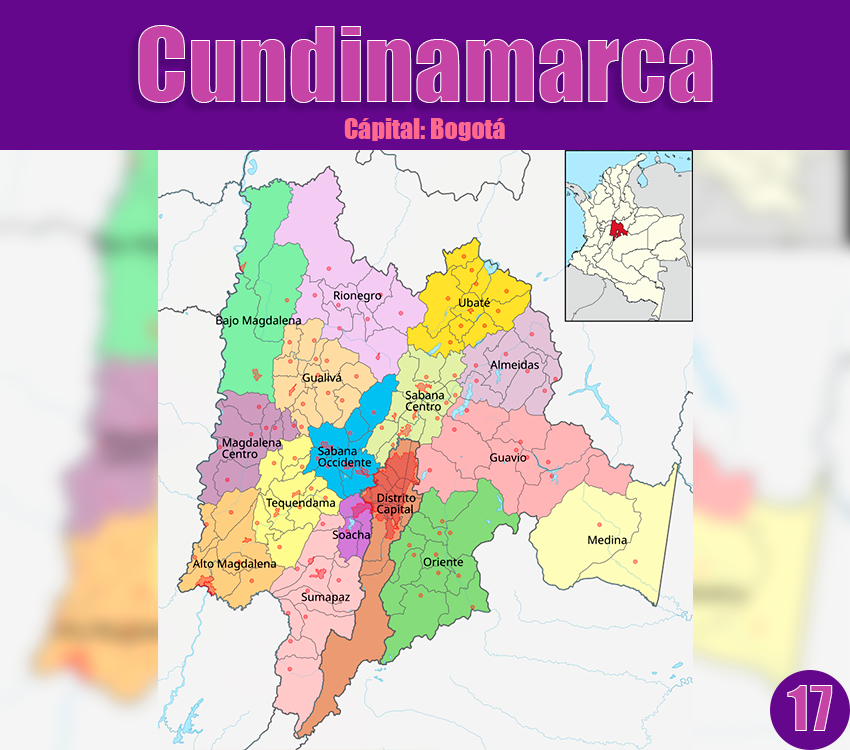 Cundinamarca
Cápital: Bogotá
Rionegro
Ubaté
Bajo Magdalena
Almeidas
Gualivá
Sabana
Centro
Magdalena
Centro
Sabana
Occidente
Guavio
Tequendama
Distrito
Capital
Soacha
Medina
Alto Magdalena
Oriente
Sumapaz
17